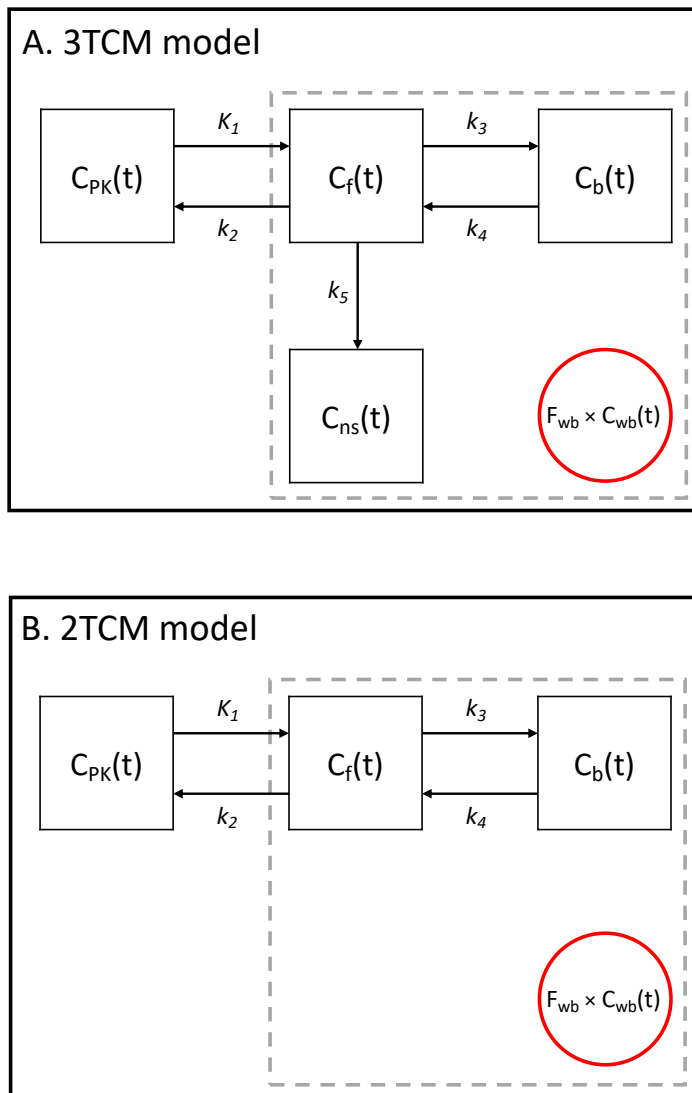 A. 3TCM model
K1
k3
CPK(t)
Cf(t)
Cb(t)
k2
k4
k5
Cns(t)
Fwb × Cwb(t)
B. 2TCM model
K1
k3
CPK(t)
Cf(t)
Cb(t)
k2
k4
Fwb × Cwb(t)